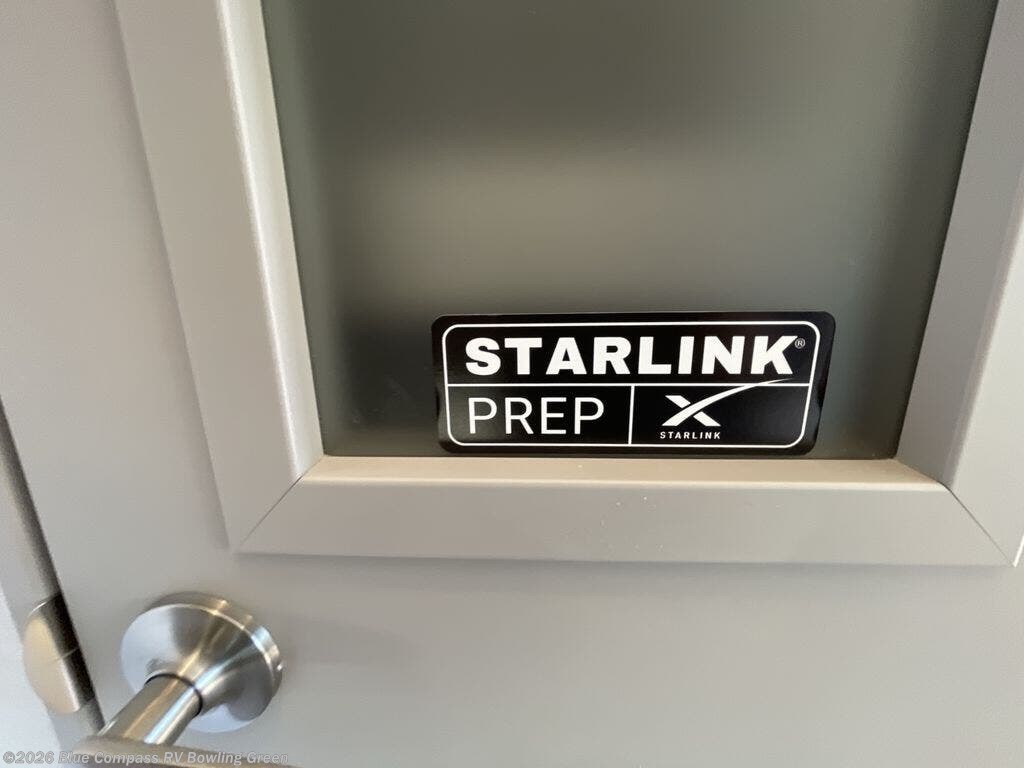 STARLINK®
PREP
STARLINK
©2026 Blue Compass RV Bowling Green